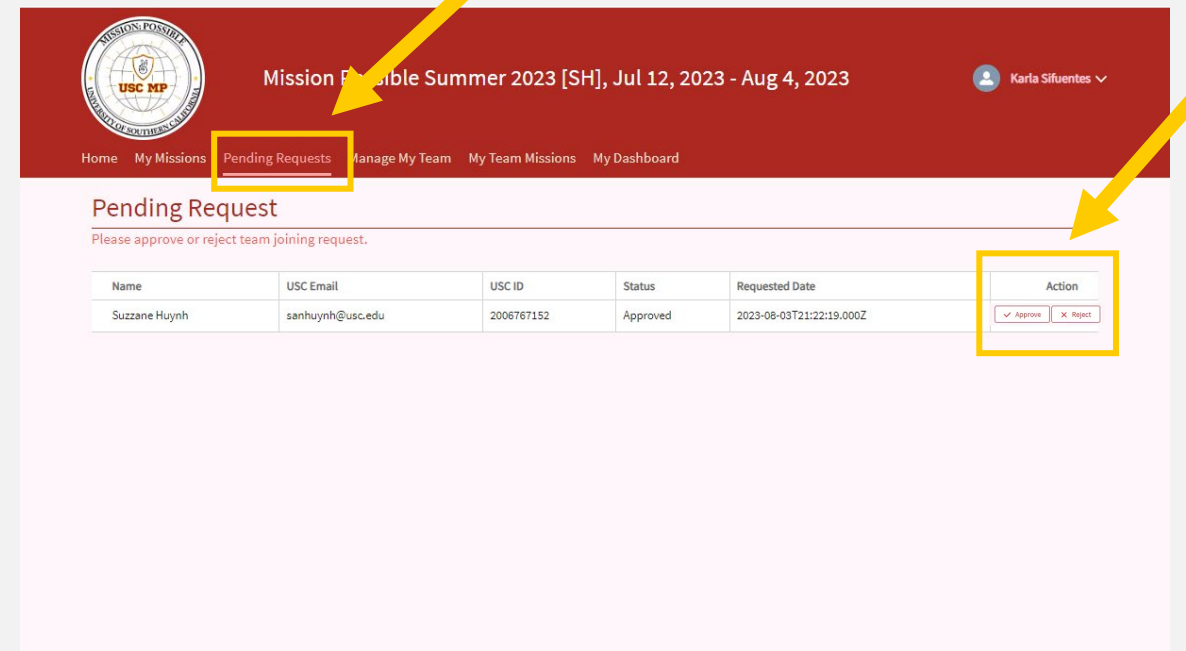 MISSION: POSSIBLE
USC MP
UNIVERSITY OF SOUTHERN CALIFORNIA
Mission Possible Summer 2023 [SH], Jul 12, 2023 - Aug 4, 2023
Karla Sifuentes
Home My Missions Pending Requests Manage My Team My Team Missions My Dashboard
Pending Request
Please approve or reject team joining request.
Name USC Email USC ID Status Requested Date Action
Suzzane Huynh sanhuynh@usc.edu 2006767152 Approved 2023-08-03T21:22:19.000Z Approve Reject